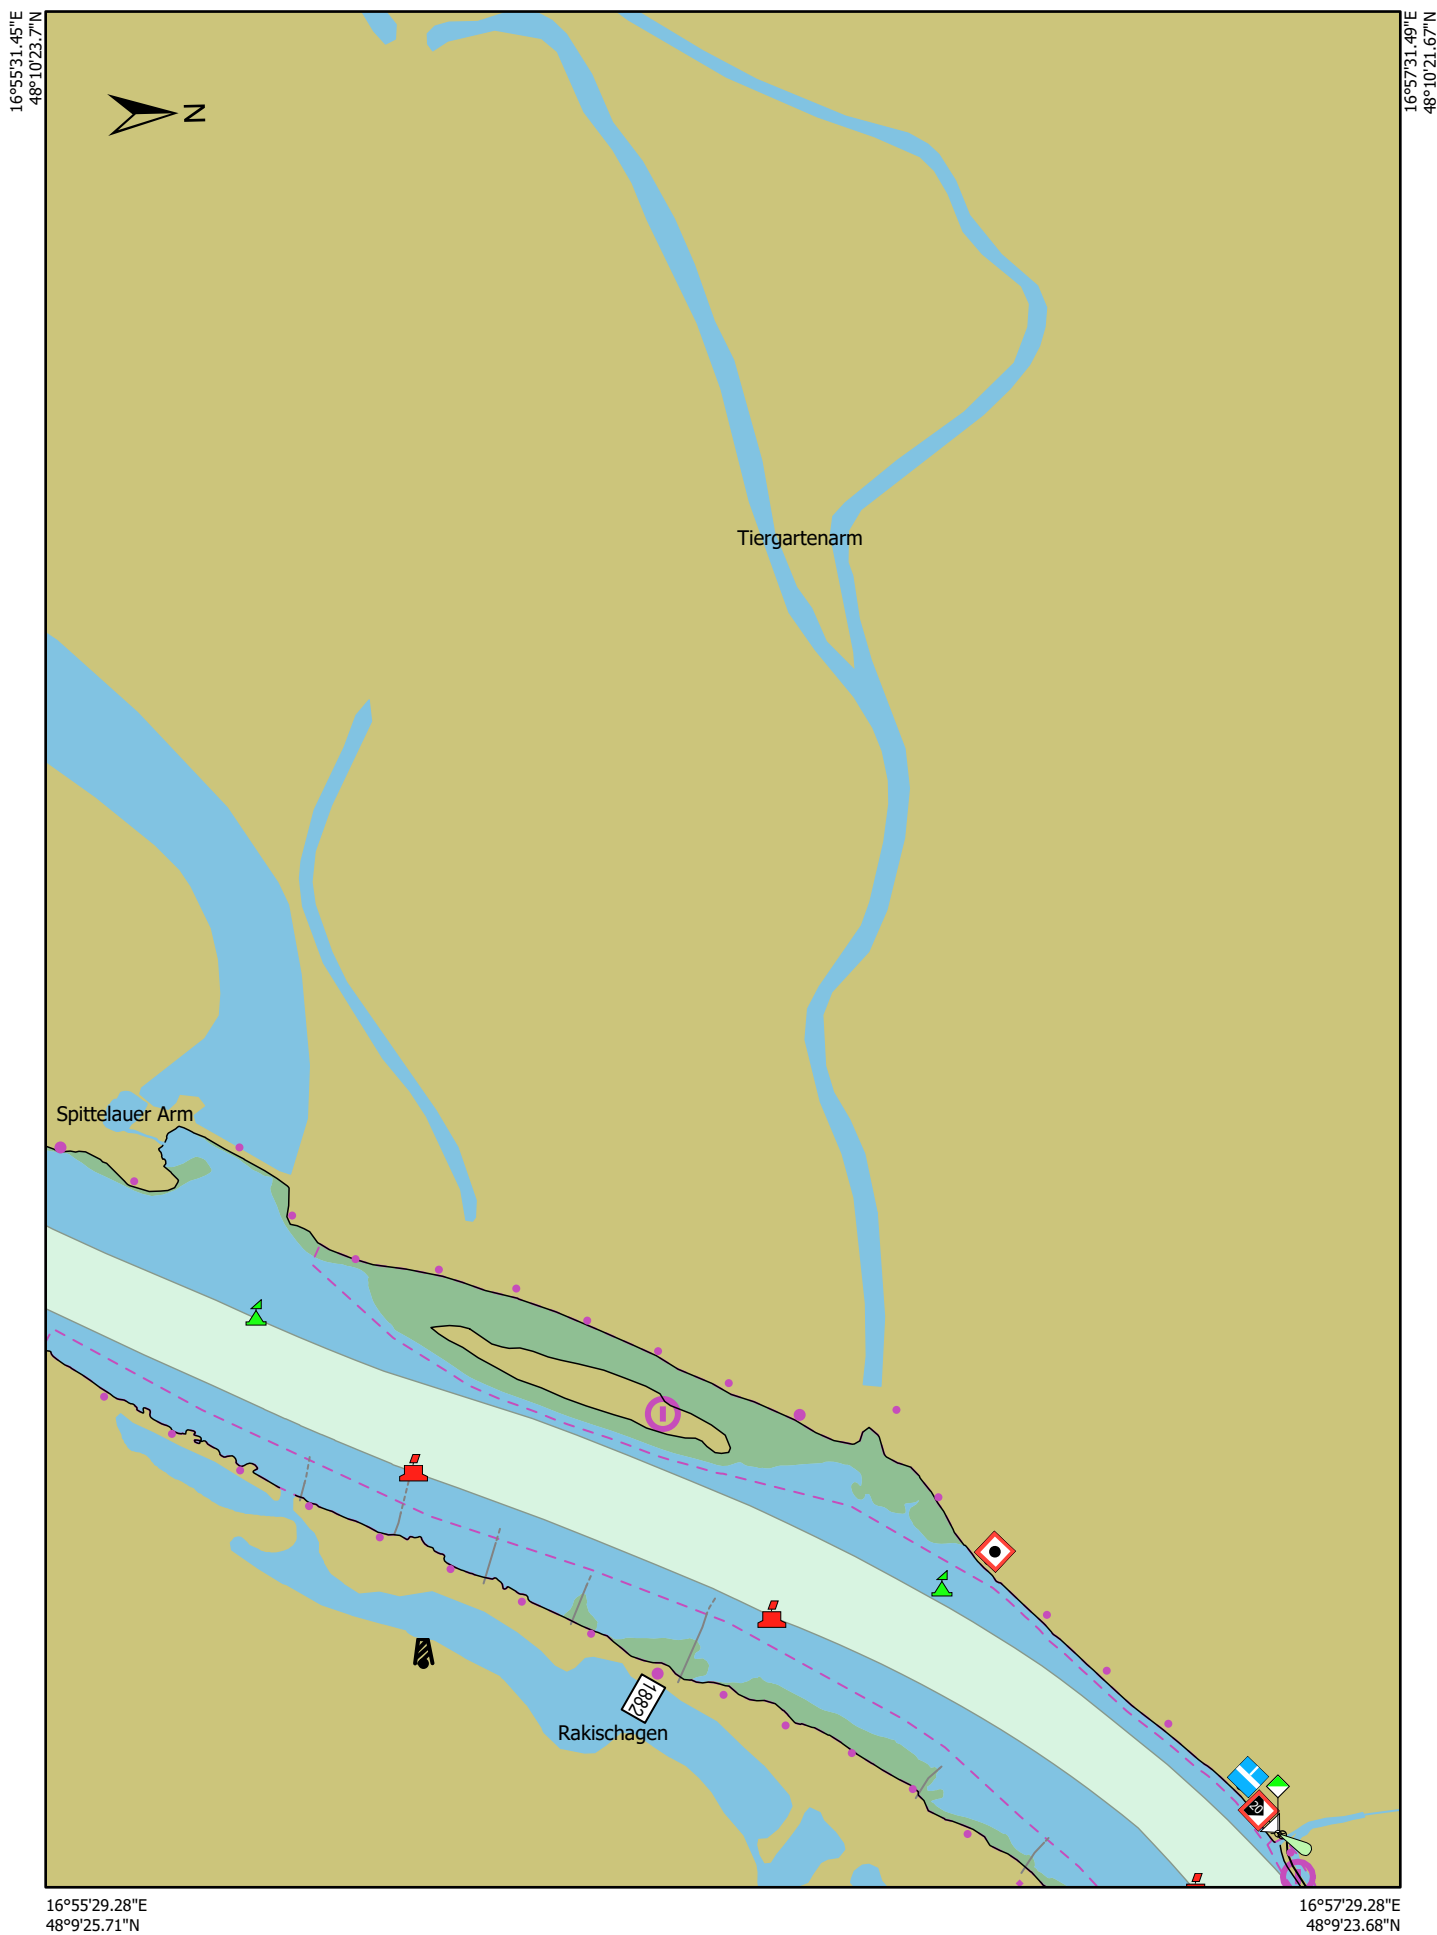 16°55'31.45"E
48°10'23.7"N
16°57'31.49"E
48°10'21.67"N
N
Tiergartenarm
Spittelauer Arm
1882
Rakischagen
20
16°55'29.28"E
48°9'25.71"N
16°57'29.28"E
48°9'23.68"N